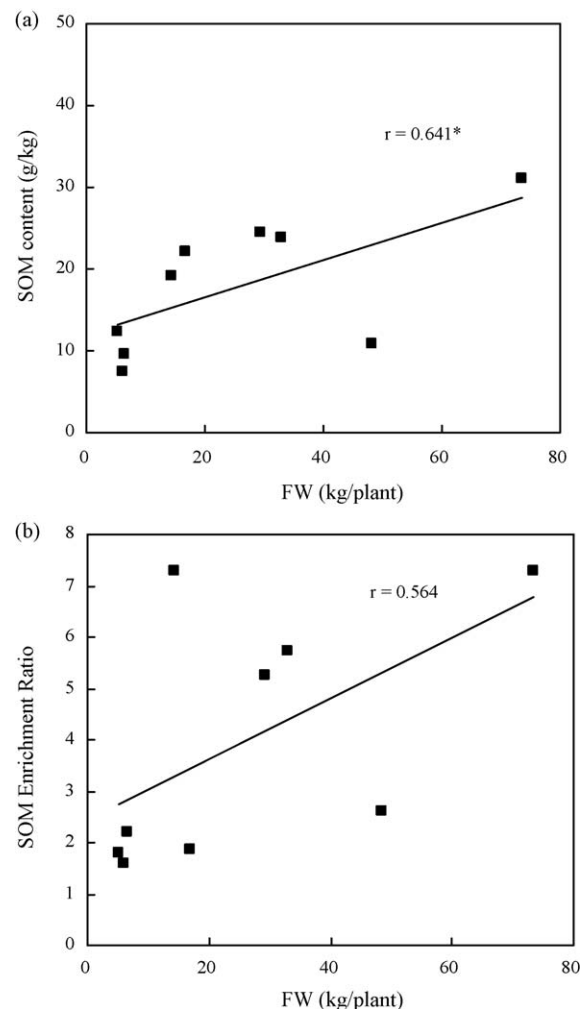 (a)
50
40
30
20
10
0
SOM content (g/kg)
r = 0.641*
0 20 40 60 80
FW (kg/plant)
(b)
8
7
6
5
4
3
2
1
0
SOM Enrichment Ratio
r = 0.564
0 20 40 60 80
FW (kg/plant)